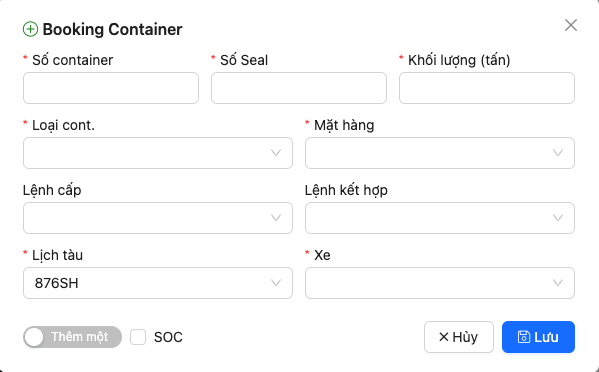 Booking Container
* Số container * Số Seal * Khối lượng (tấn)
* Loại cont. * Mặt hàng
Lệnh cấp Lệnh kết hợp
* Lịch tàu * Xe
876SH
Thêm một SOC Hủy Lưu